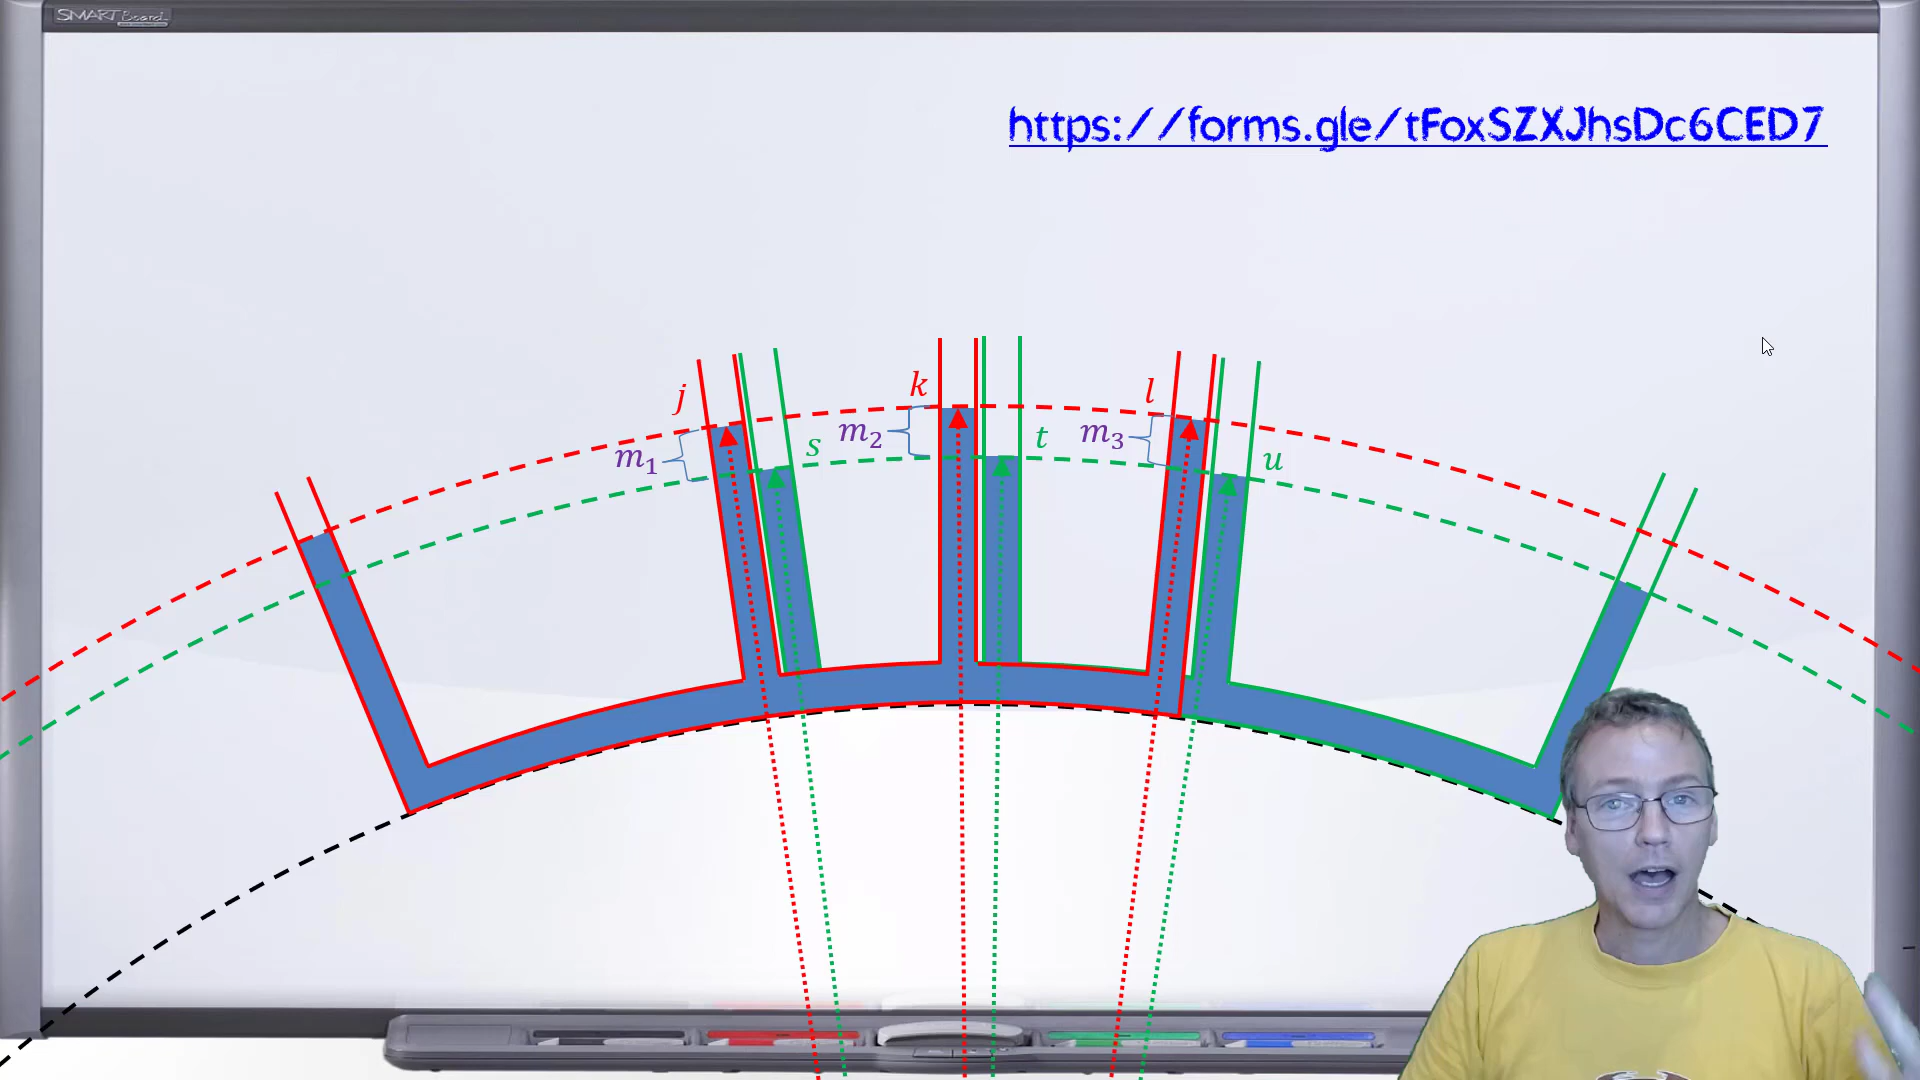 SMART Board
https://forms.gle/tFoxSZXJhsDc6CED7
j
k
l
m₁
s
m₂
t
m₃
u